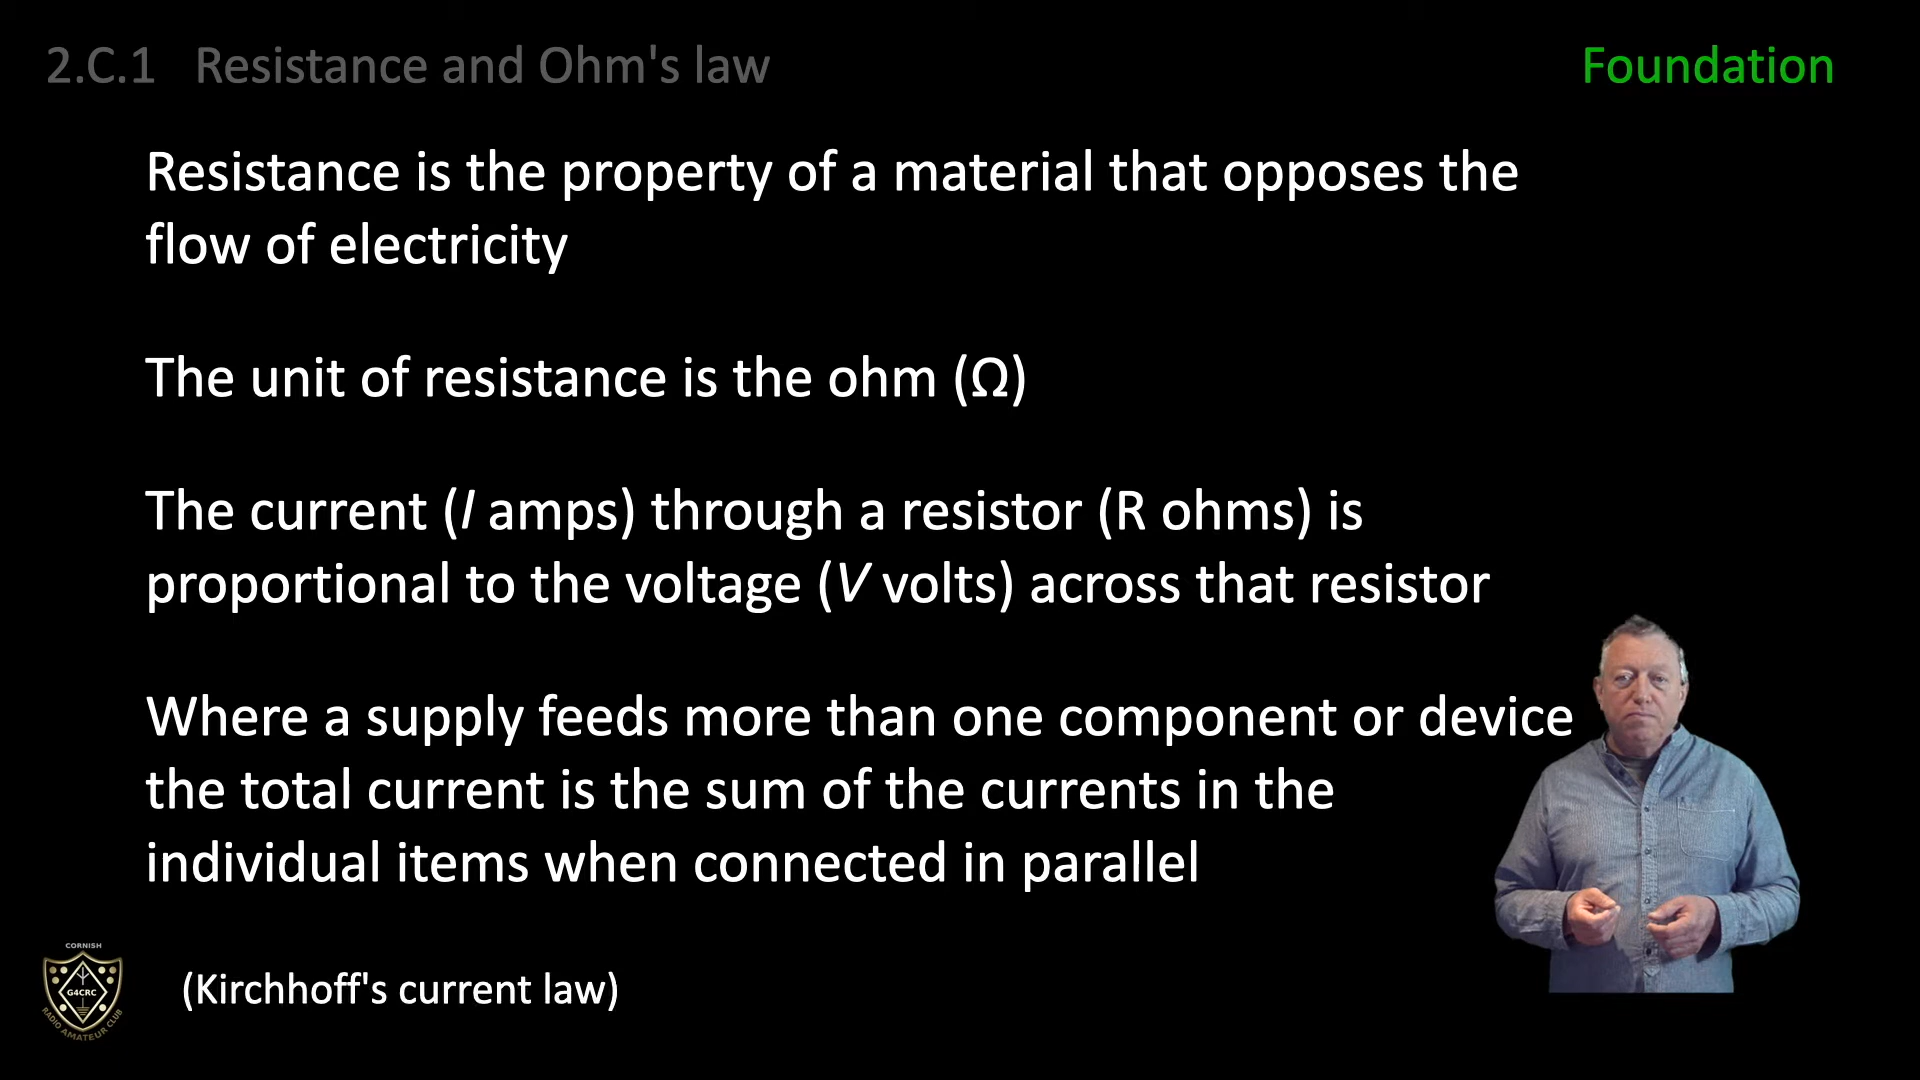 2.C.1 Resistance and Ohm's law
Foundation
Resistance is the property of a material that opposes the
flow of electricity
The unit of resistance is the ohm (Ω)
The current (I amps) through a resistor (R ohms) is
proportional to the voltage (V volts) across that resistor
Where a supply feeds more than one component or device
the total current is the sum of the currents in the
individual items when connected in parallel
(Kirchhoff's current law)
CORNISH
G4CRC
RADIO AMATEUR CLUB